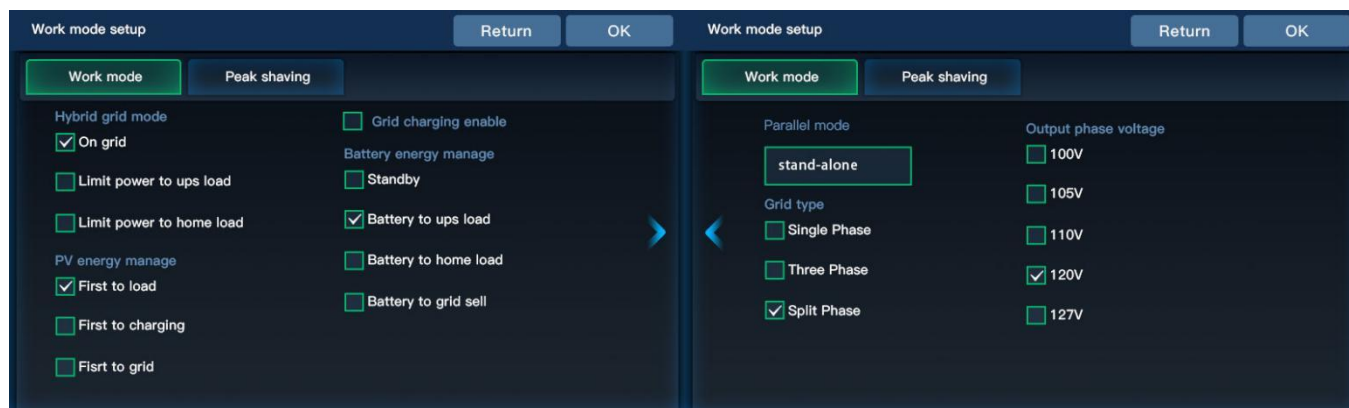 Work mode setup
Return
OK
Work mode
Peak shaving
Hybrid grid mode
On grid
Limit power to ups load
Limit power to home load
PV energy manage
First to load
First to charging
Fisrt to grid
Grid charging enable
Battery energy manage
Standby
Battery to ups load
Battery to home load
Battery to grid sell
Work mode setup
Return
OK
Work mode
Peak shaving
Parallel mode
stand-alone
Grid type
Single Phase
Three Phase
Split Phase
Output phase voltage
100V
105V
110V
120V
127V